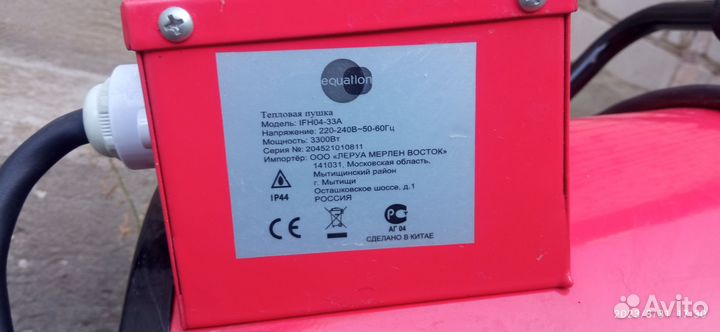 equation
Тепловая пушка
Модель: IFH04-33A
Напряжение: 220-240В~50-60Гц
Мощность: 3300Вт
Серия №: 204521010811
Импортёр: ООО «ЛЕРУА МЕРЛЕН ВОСТОК»
141031, Московская область,
Мытищинский район
г. Мытищи
Осташковское шоссе, д.1
РОССИЯ
IP44
CE
АГ 04
СДЕЛАНО В КИТАЕ
Avito